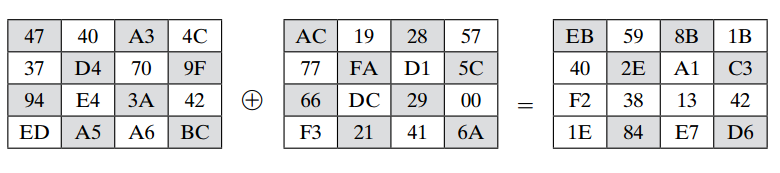 47 40 A3 4C AC 19 28 57 EB 59 8B 1B
37 D4 70 9F 77 FA D1 5C 40 2E A1 C3
94 E4 3A 42 ⊕ 66 DC 29 00 = F2 38 13 42
ED A5 A6 BC F3 21 41 6A 1E 84 E7 D6